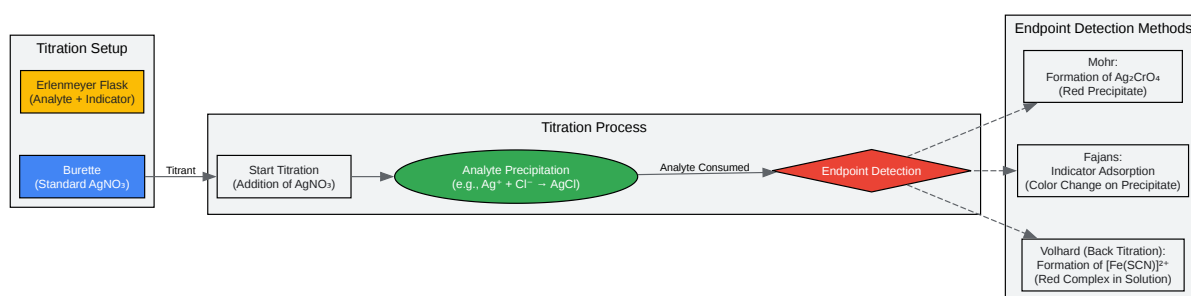 Titration Setup
Erlenmeyer Flask
(Analyte + Indicator)
Burette
(Standard AgNO₃)
Titrant
Titration Process
Start Titration
(Addition of AgNO₃)
Analyte Precipitation
(e.g., Ag⁺ + Cl⁻ → AgCl)
Analyte Consumed
Endpoint Detection
Endpoint Detection Methods
Mohr:
Formation of Ag₂CrO₄
(Red Precipitate)
Fajans:
Indicator Adsorption
(Color Change on Precipitate)
Volhard (Back Titration):
Formation of [Fe(SCN)]²⁺
(Red Complex in Solution)